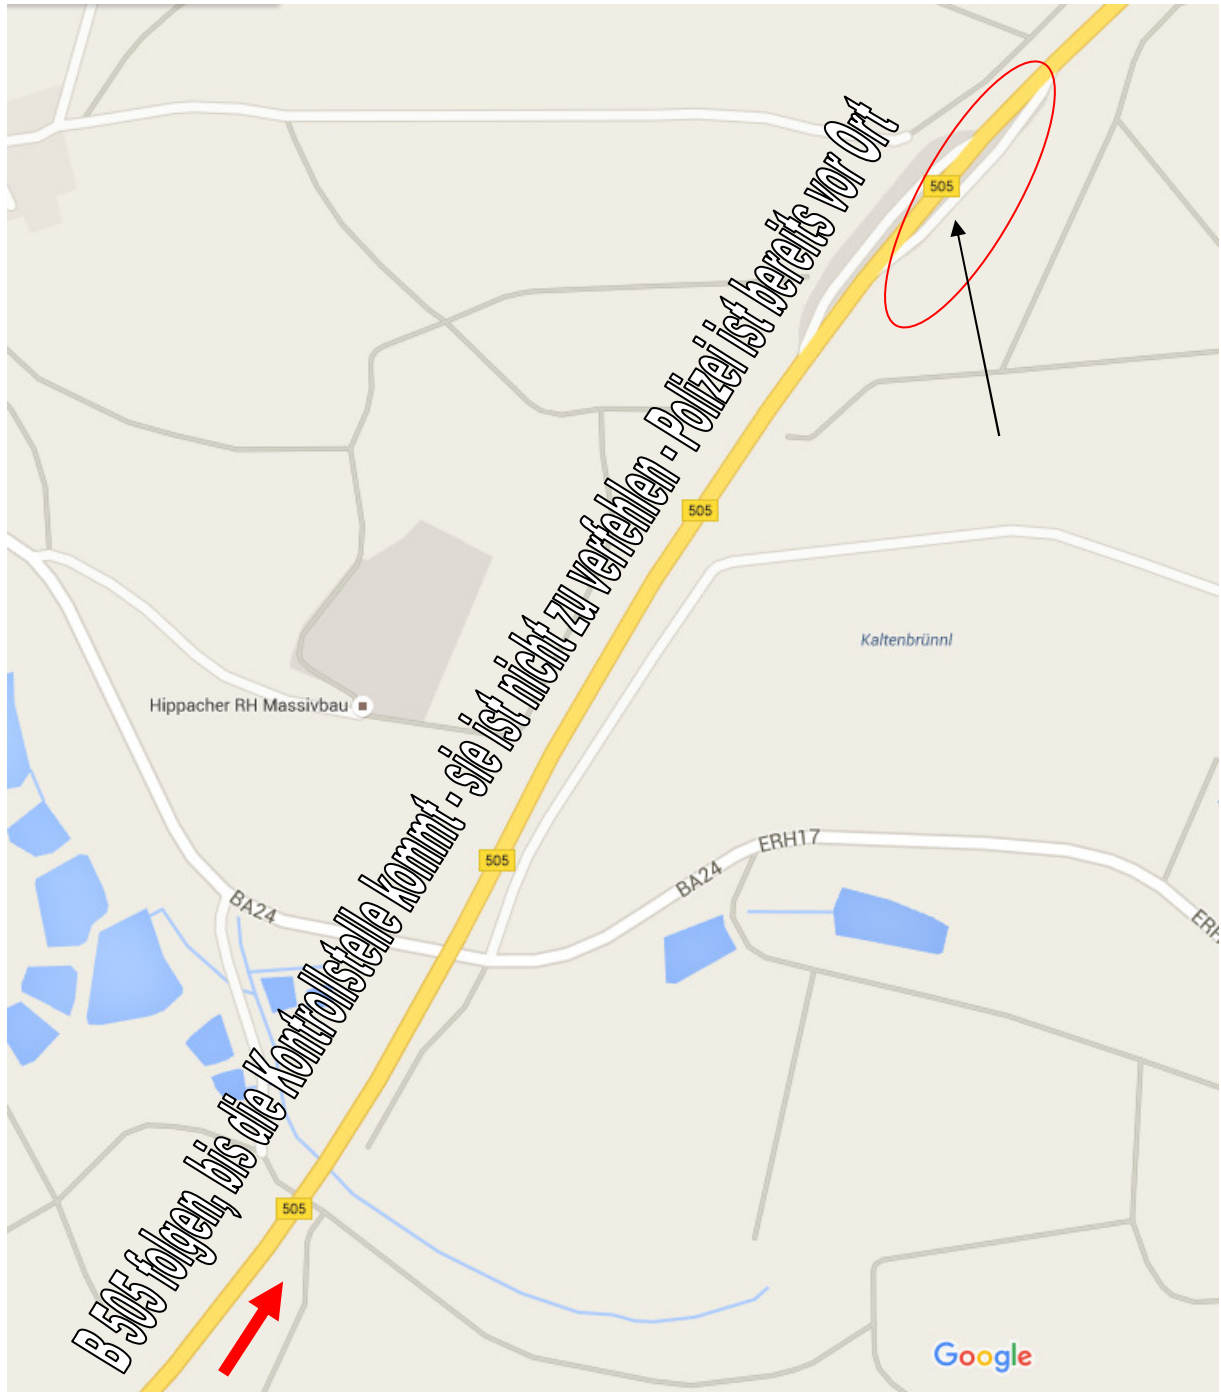 505
B 505 folgen, bis die Kontrollstelle kommt - sie ist nicht zu verfehlen - Polizei ist bereits vor Ort
505
Kaltenbrünnl
Hippacher RH Massivbau
505
ERH17
BA24
BA24
505
Google